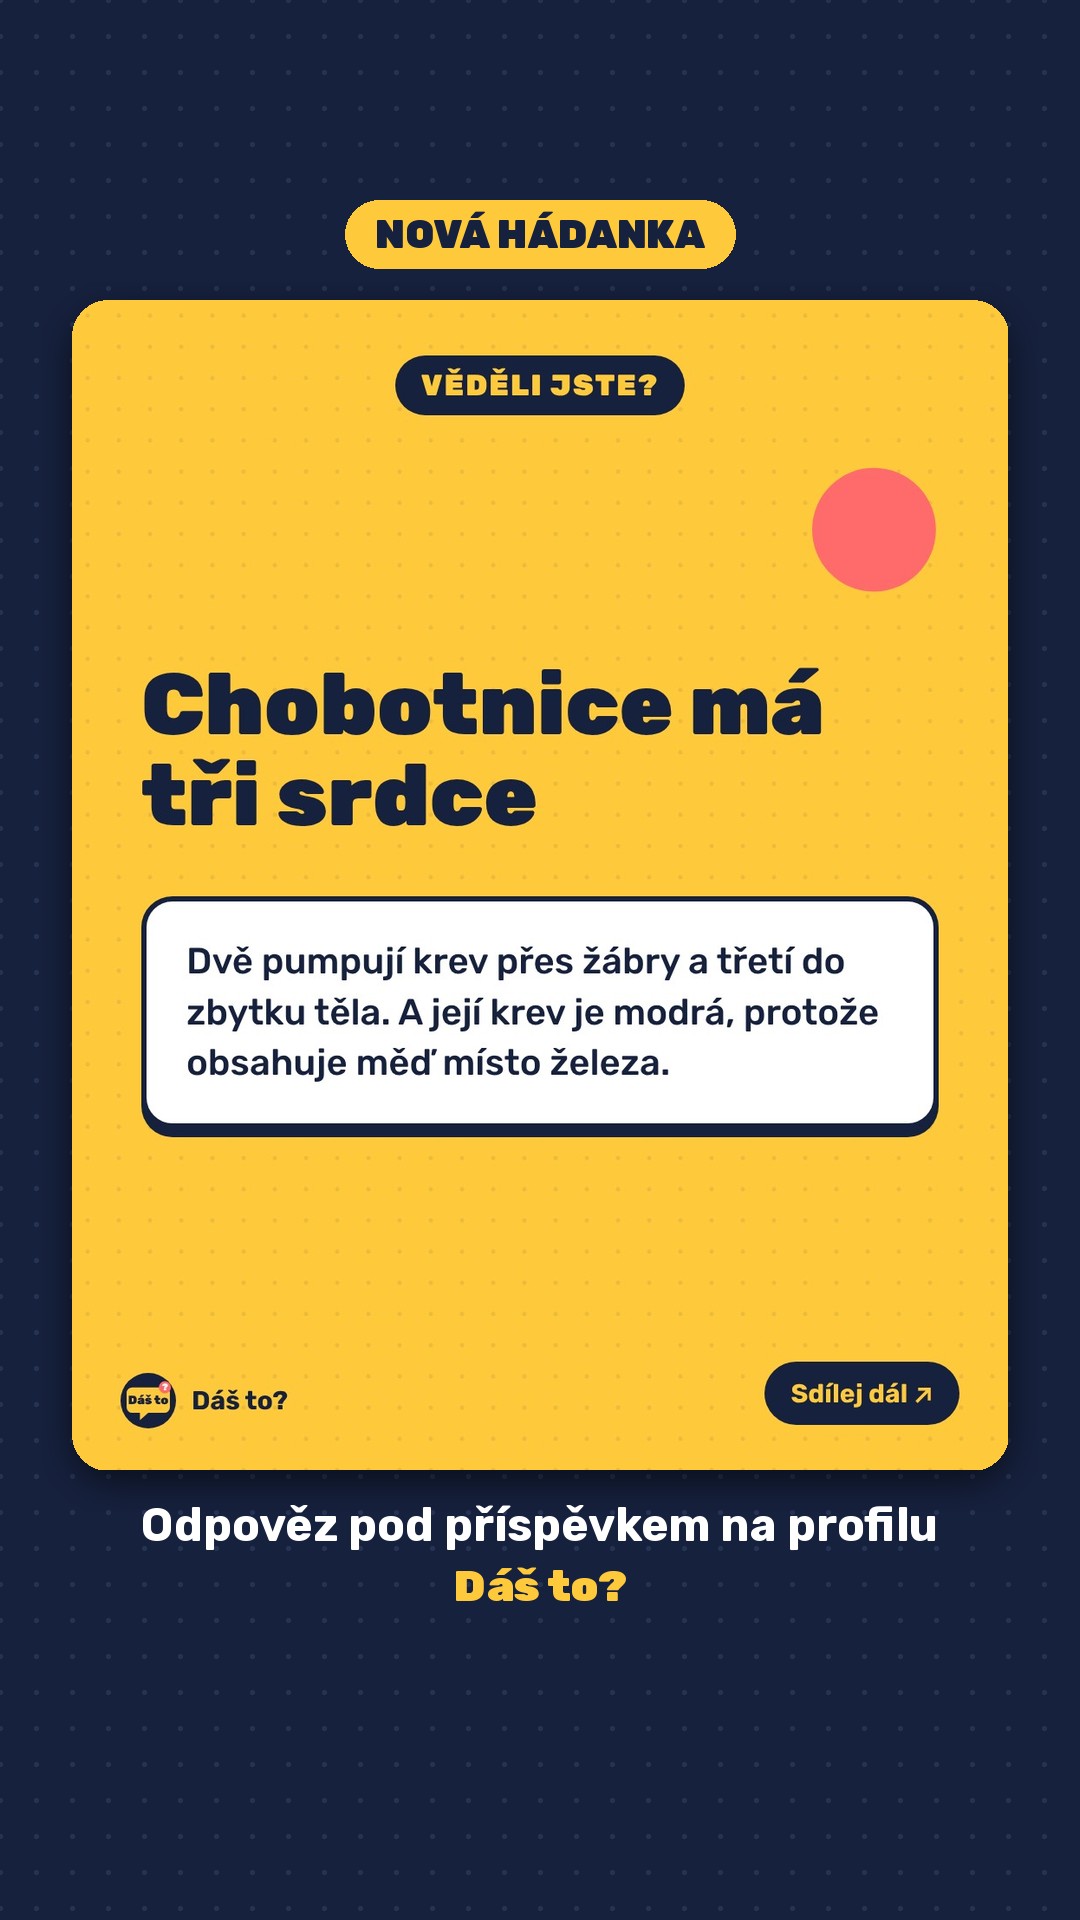 NOVÁ HÁDANKA
VĚDĚLI JSTE?
Chobotnice má
tři srdce
Dvě pumpují krev přes žábry a třetí do
zbytku těla. A její krev je modrá, protože
obsahuje měď místo železa.
Dáš to ?
Dáš to?
Sdílej dál ↗
Odpověz pod příspěvkem na profilu
Dáš to?